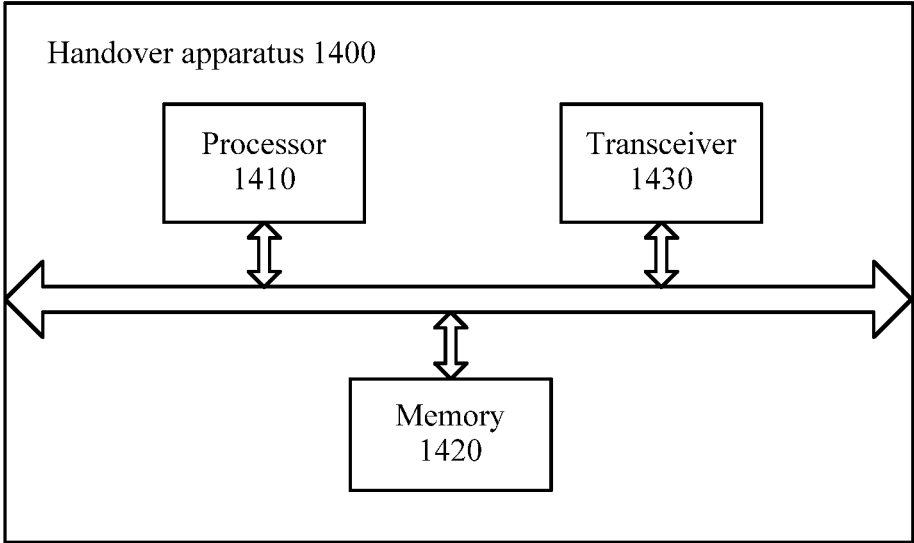 Handover apparatus 1400
Processor
1410
Transceiver
1430
Memory
1420